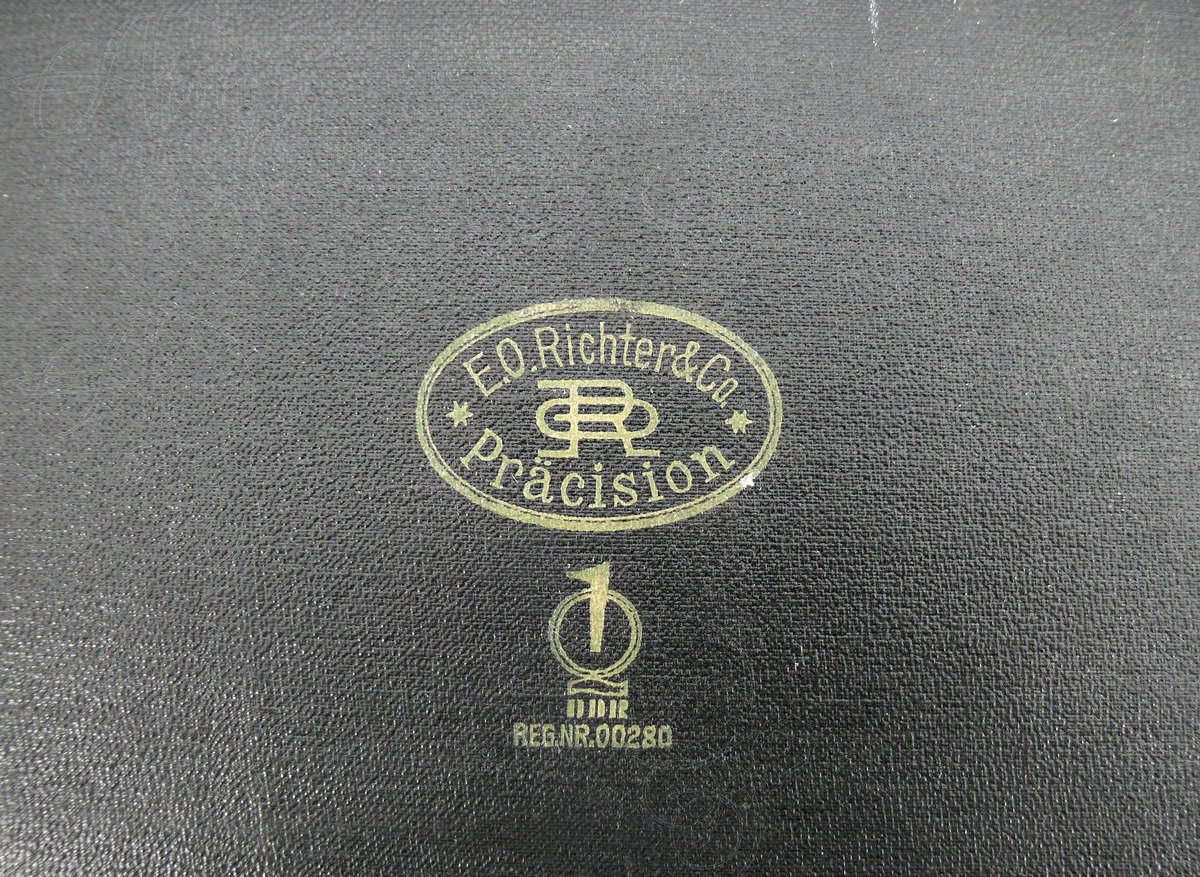 E.O.Richter&Co.
Präcision
1
DDR
REG.NR.00280